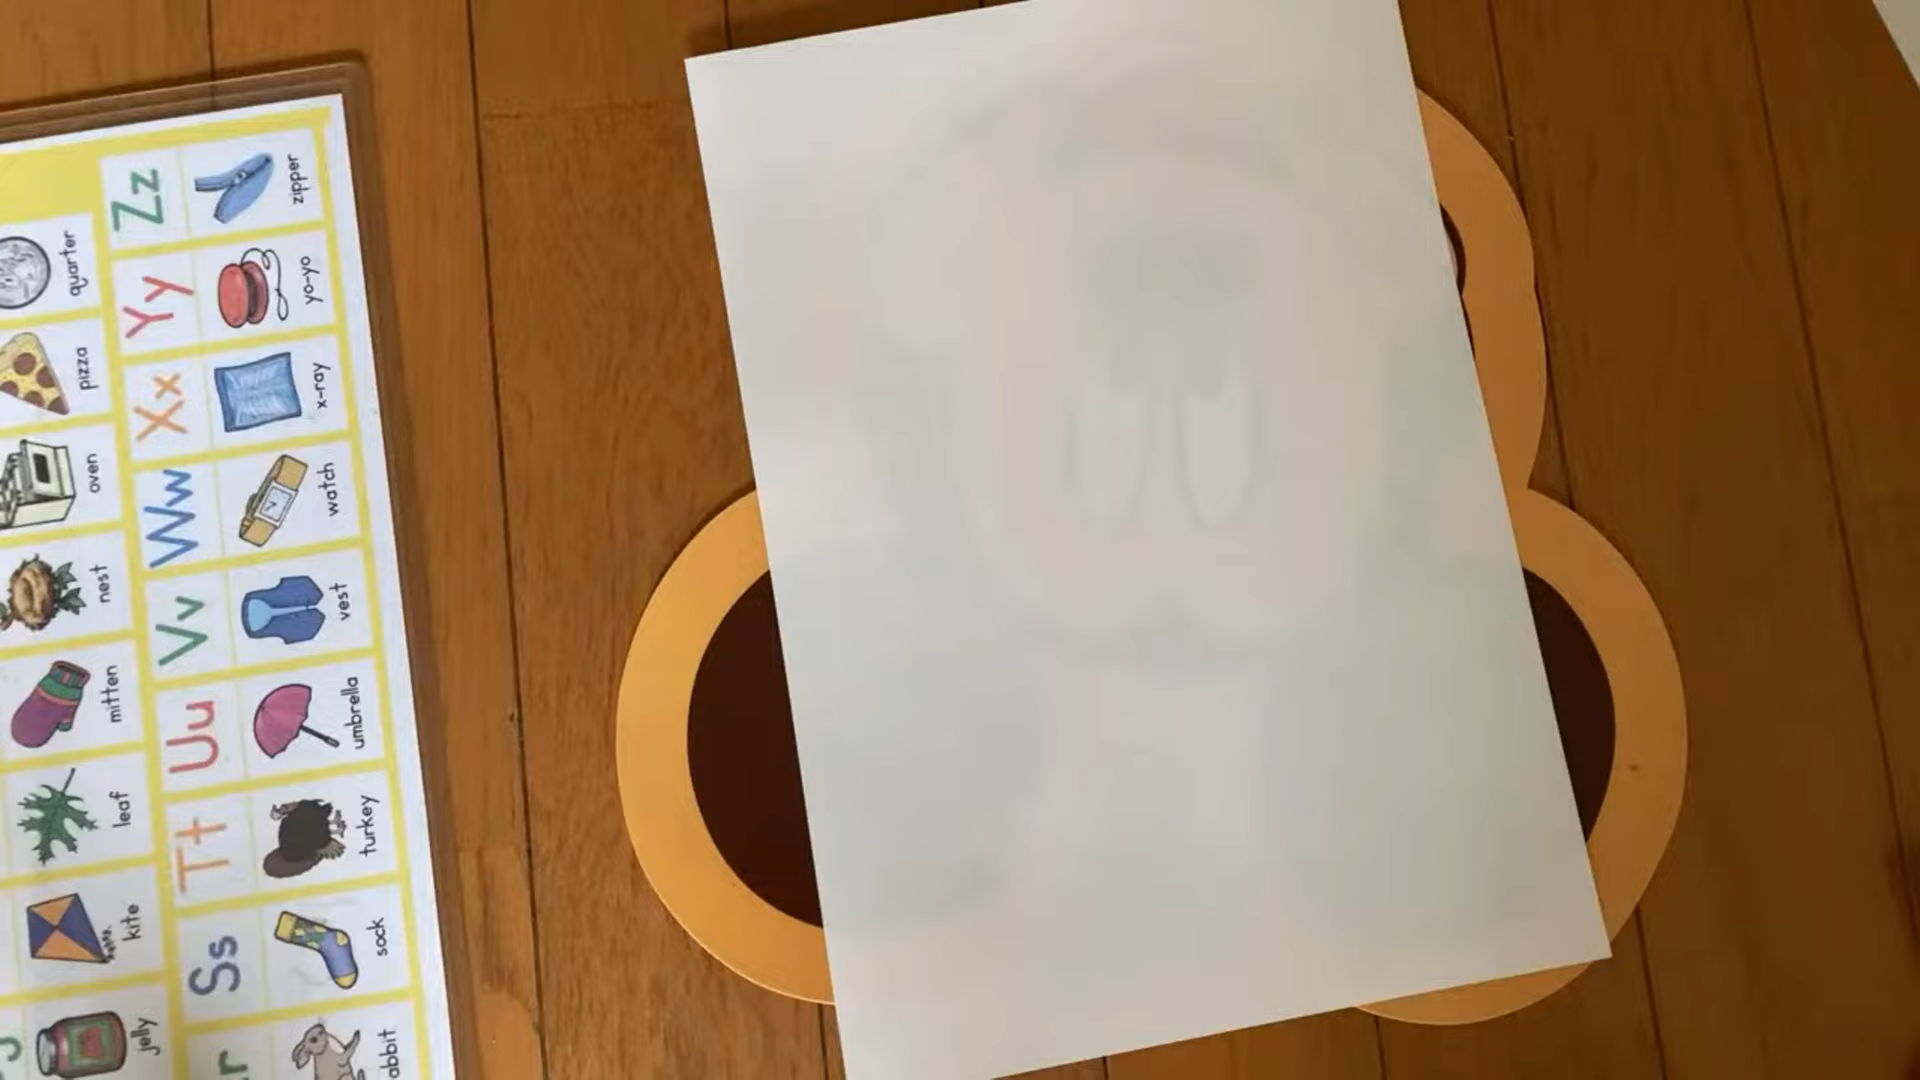 Zz zipper
Yy yo-yo
Xx x-ray
Ww watch
Vv vest
Uu umbrella
Tt turkey
Ss sock
quarter
pizza
oven
nest
mitten
leaf
kite
jelly